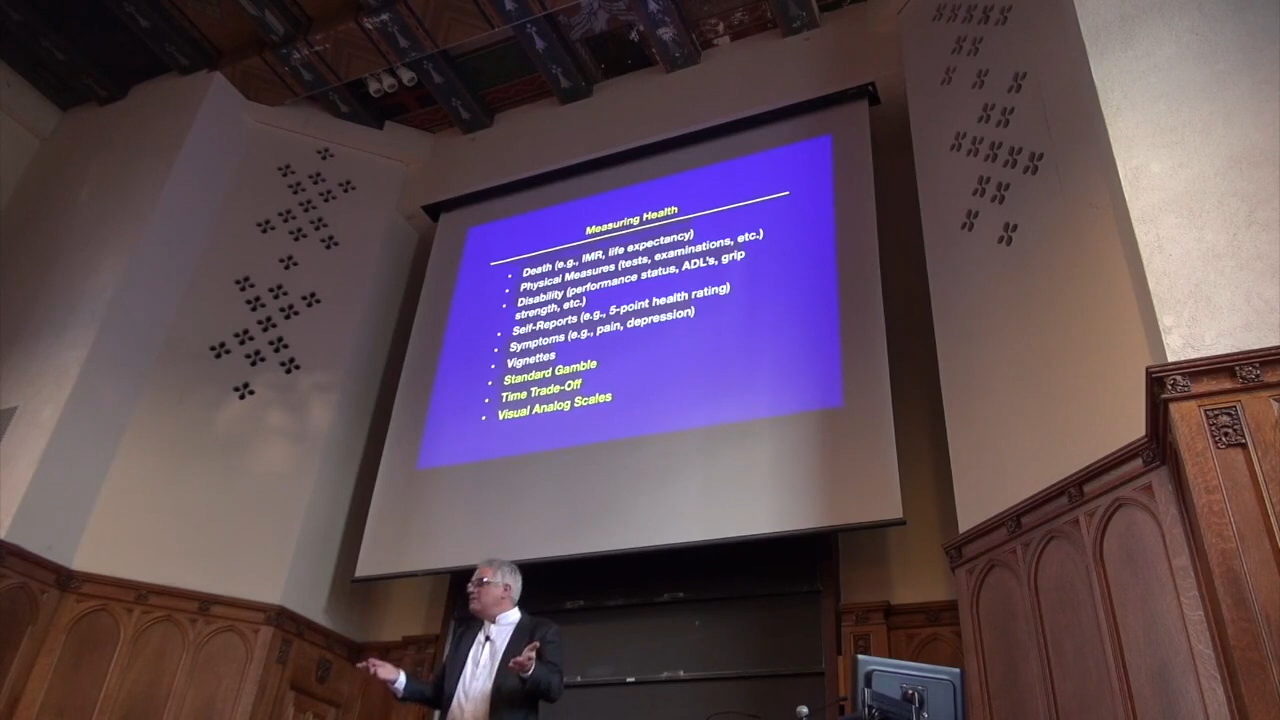 Measuring Health
• Death (e.g., IMR, life expectancy)
• Physical Measures (tests, examinations, etc.)
• Disability (performance status, ADL's, grip
strength, etc.)
• Self-Reports (e.g., 5-point health rating)
• Symptoms (e.g., pain, depression)
• Vignettes
• Standard Gamble
• Time Trade-Off
• Visual Analog Scales